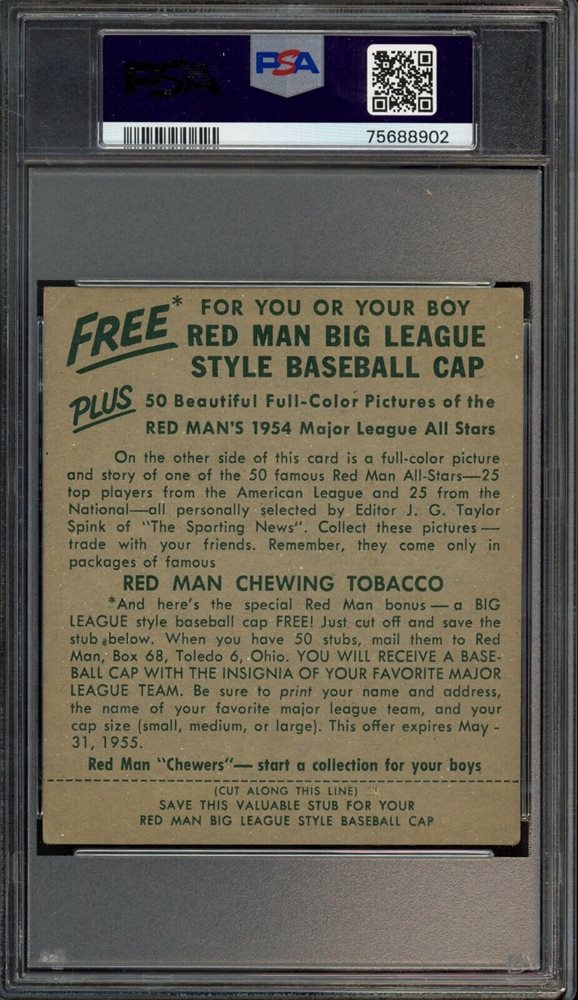 PSA
PSA
75688902
FREE* FOR YOU OR YOUR BOY
RED MAN BIG LEAGUE
STYLE BASEBALL CAP
PLUS 50 Beautiful Full-Color Pictures of the
RED MAN'S 1954 Major League All Stars
On the other side of this card is a full-color picture
and story of one of the 50 famous Red Man All-Stars—25
top players from the American League and 25 from the
National—all personally selected by Editor J. G. Taylor
Spink of "The Sporting News". Collect these pictures —
trade with your friends. Remember, they come only in
packages of famous
RED MAN CHEWING TOBACCO
*And here's the special Red Man bonus — a BIG
LEAGUE style baseball cap FREE! Just cut off and save the
stub below. When you have 50 stubs, mail them to Red
Man, Box 68, Toledo 6, Ohio. YOU WILL RECEIVE A BASE-
BALL CAP WITH THE INSIGNIA OF YOUR FAVORITE MAJOR
LEAGUE TEAM. Be sure to print your name and address,
the name of your favorite major league team, and your
cap size (small, medium, or large). This offer expires May -
31, 1955.
Red Man "Chewers"— start a collection for your boys
(CUT ALONG THIS LINE)
SAVE THIS VALUABLE STUB FOR YOUR
RED MAN BIG LEAGUE STYLE BASEBALL CAP